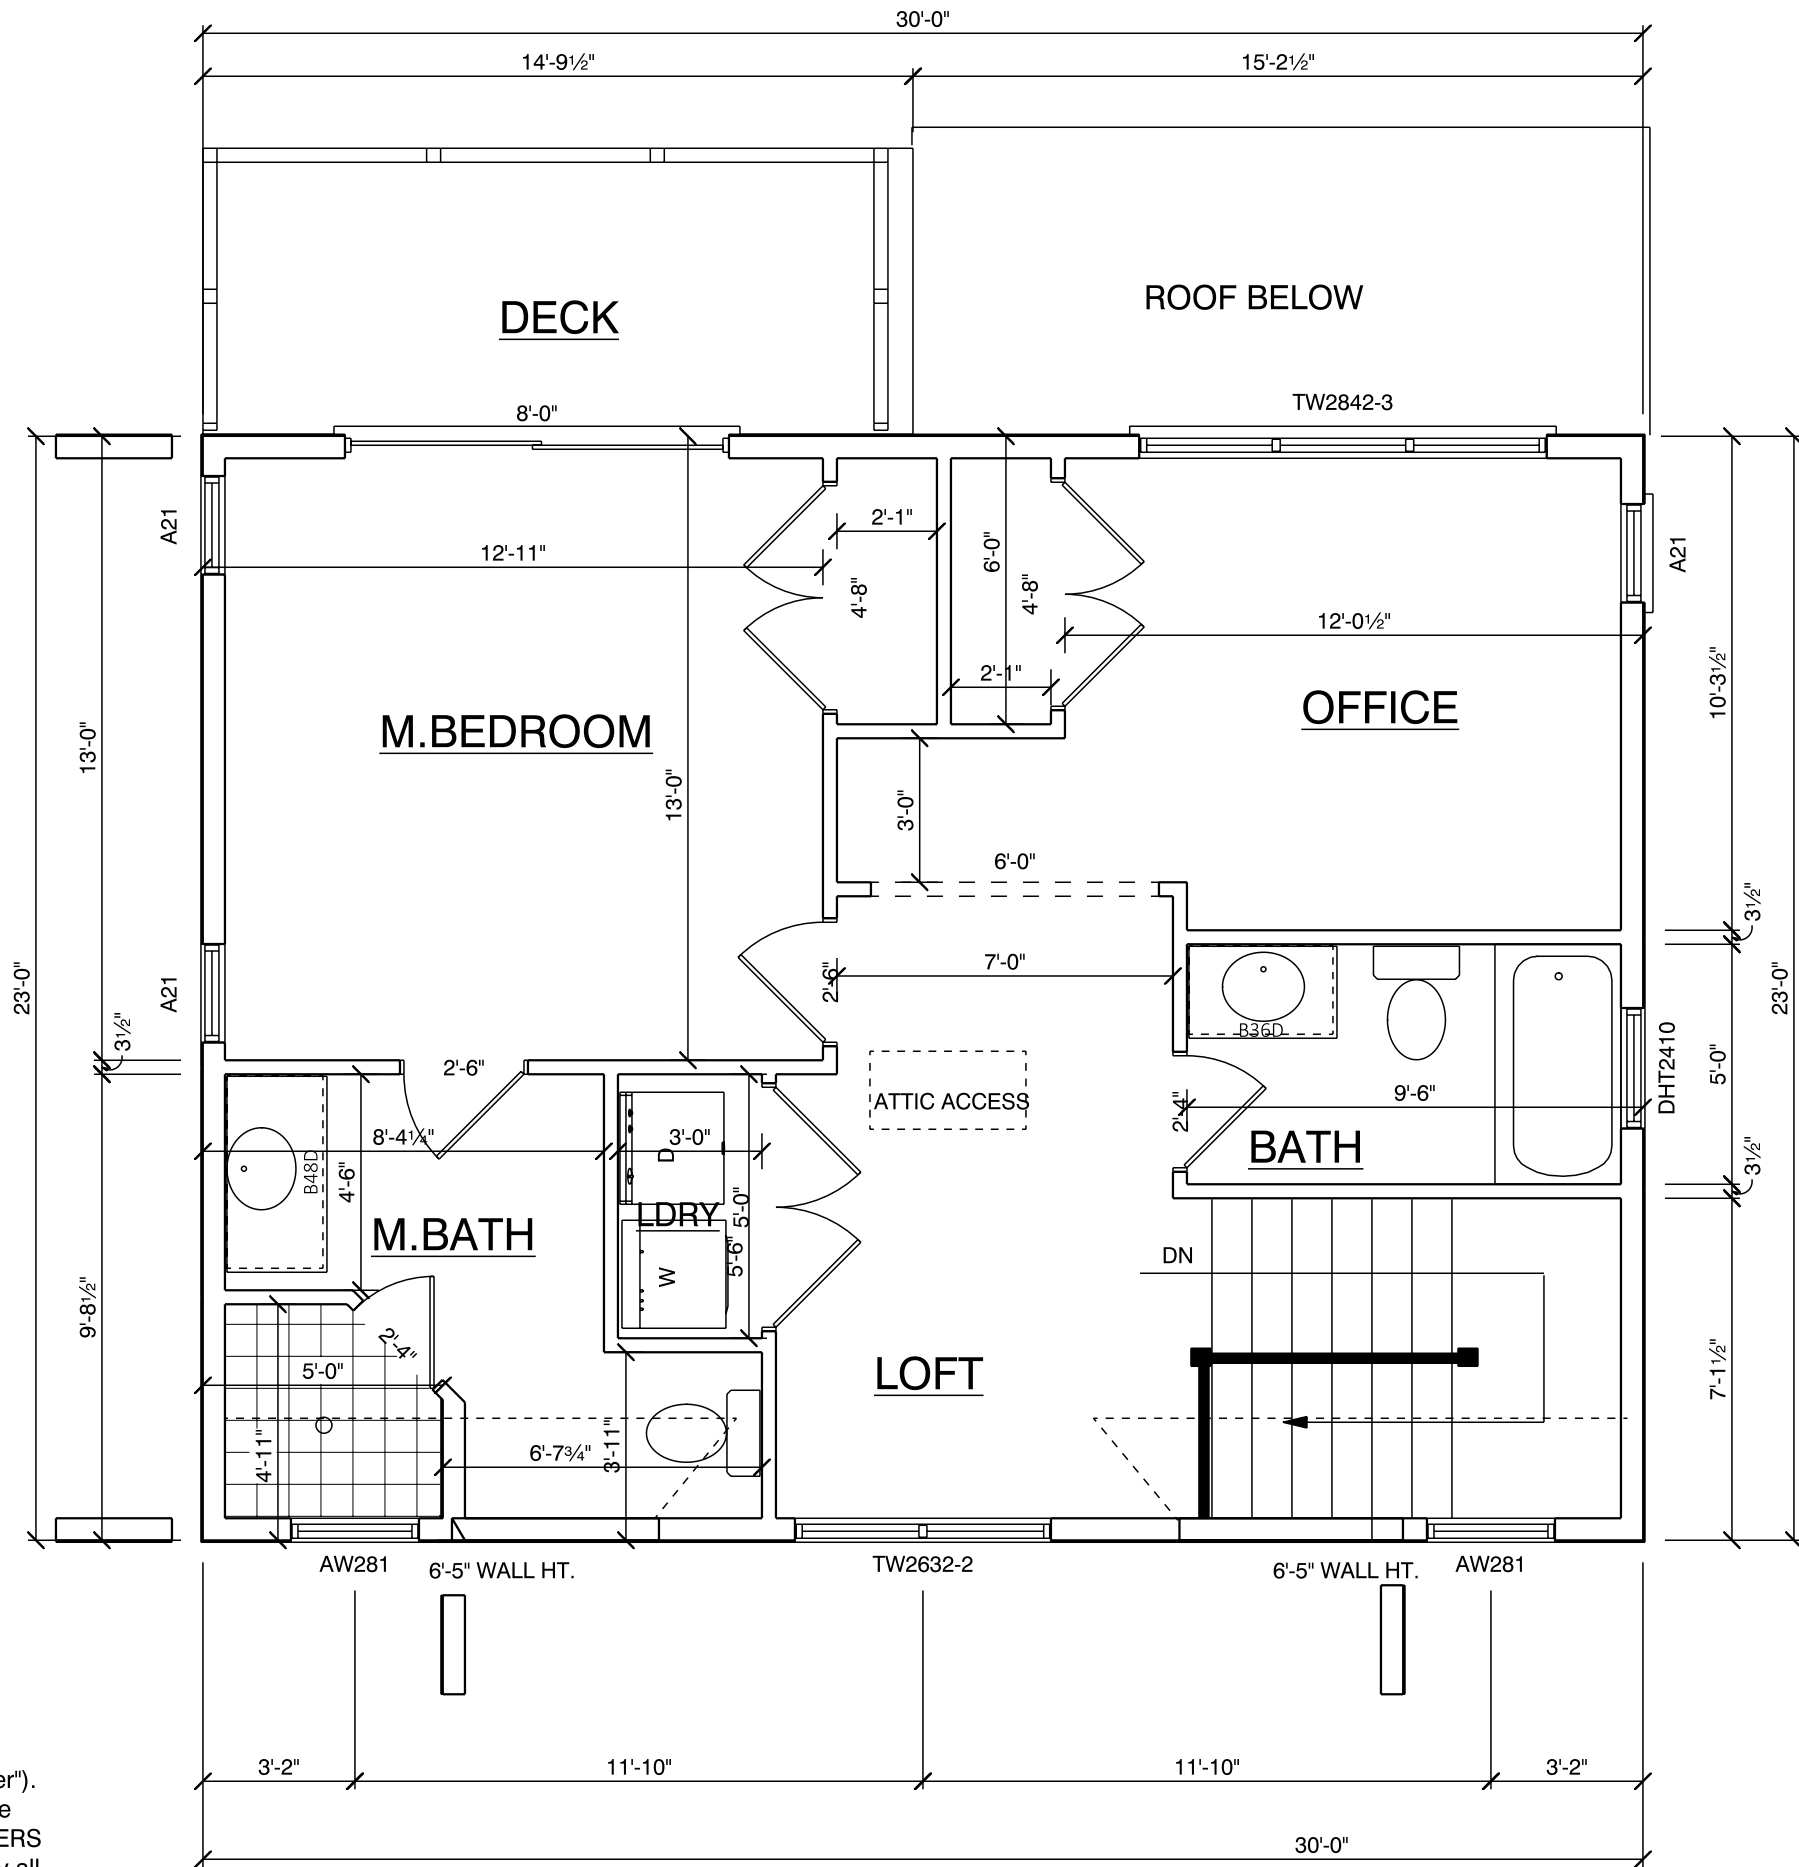 30'-0"
14'-9½"
15'-2½"
DECK
ROOF BELOW
8'-0"
TW2842-3
A21
A21
2'-1"
12'-11"
6'-0"
4'-8"
4'-8"
12'-0½"
2'-1"
10'-3½"
13'-0"
M.BEDROOM
OFFICE
13'-0"
3'-0"
6'-0"
3½"
23'-0"
A21
2'-6"
7'-0"
23'-0"
B36D
3½"
2'-6"
ATTIC ACCESS
2'-4"
9'-6"
DHT2410
5'-0"
8'-4¼"
3'-0"
D
BATH
3½"
B48D
4'-6"
M.BATH
LDRY
5'-0"
5'-6"
W
DN
9'-8½"
2'-4"
5'-0"
LOFT
7'-1½"
4'-11"
6'-7¾"
3'-11"
AW281
6'-5" WALL HT.
TW2632-2
6'-5" WALL HT.
AW281
3'-2"
11'-10"
11'-10"
3'-2"
er").
e
ERS
y all
30'-0"